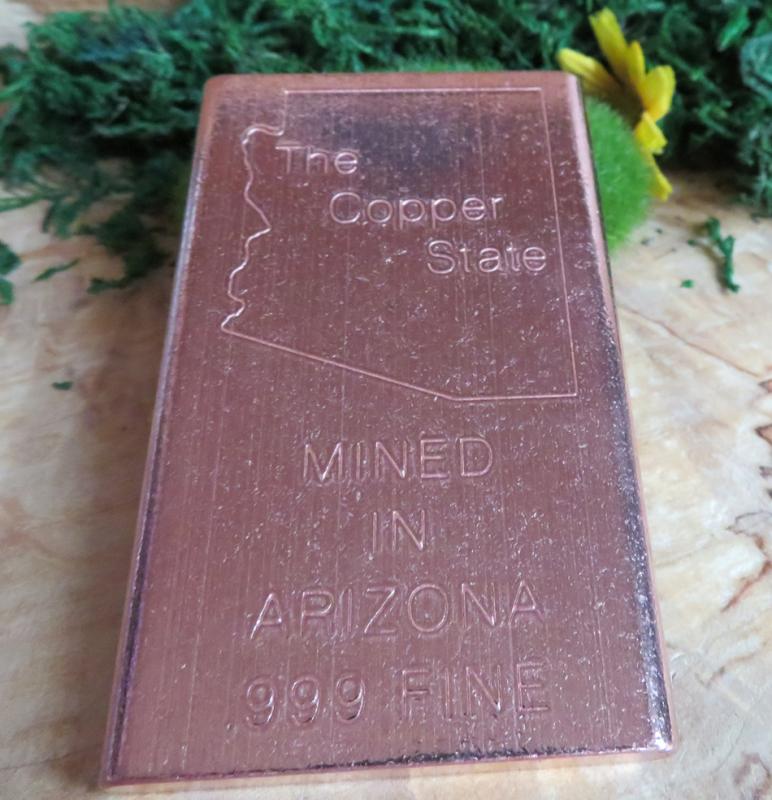 The
Copper
State
MINED
IN
ARIZONA
.999 FINE